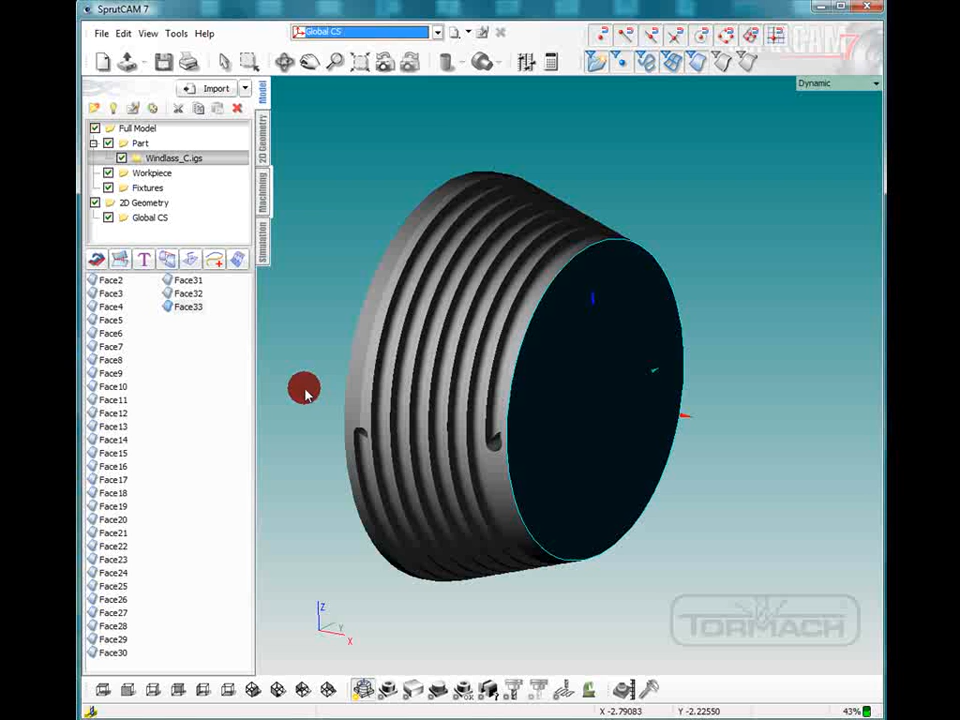 SprutCAM 7
File Edit View Tools Help
Global CS
Import
Dynamic
Model
2D Geometry
Machining
Simulation
Full Model
Part
Windlass_C.igs
Workpiece
Fixtures
2D Geometry
Global CS
Face2 Face31
Face3 Face32
Face4 Face33
Face5
Face6
Face7
Face8
Face9
Face10
Face11
Face12
Face13
Face14
Face15
Face16
Face17
Face18
Face19
Face20
Face21
Face22
Face23
Face24
Face25
Face26
Face27
Face28
Face29
Face30
Z
Y
X
TORMACH
X -2.79083 Y -2.22550 43%